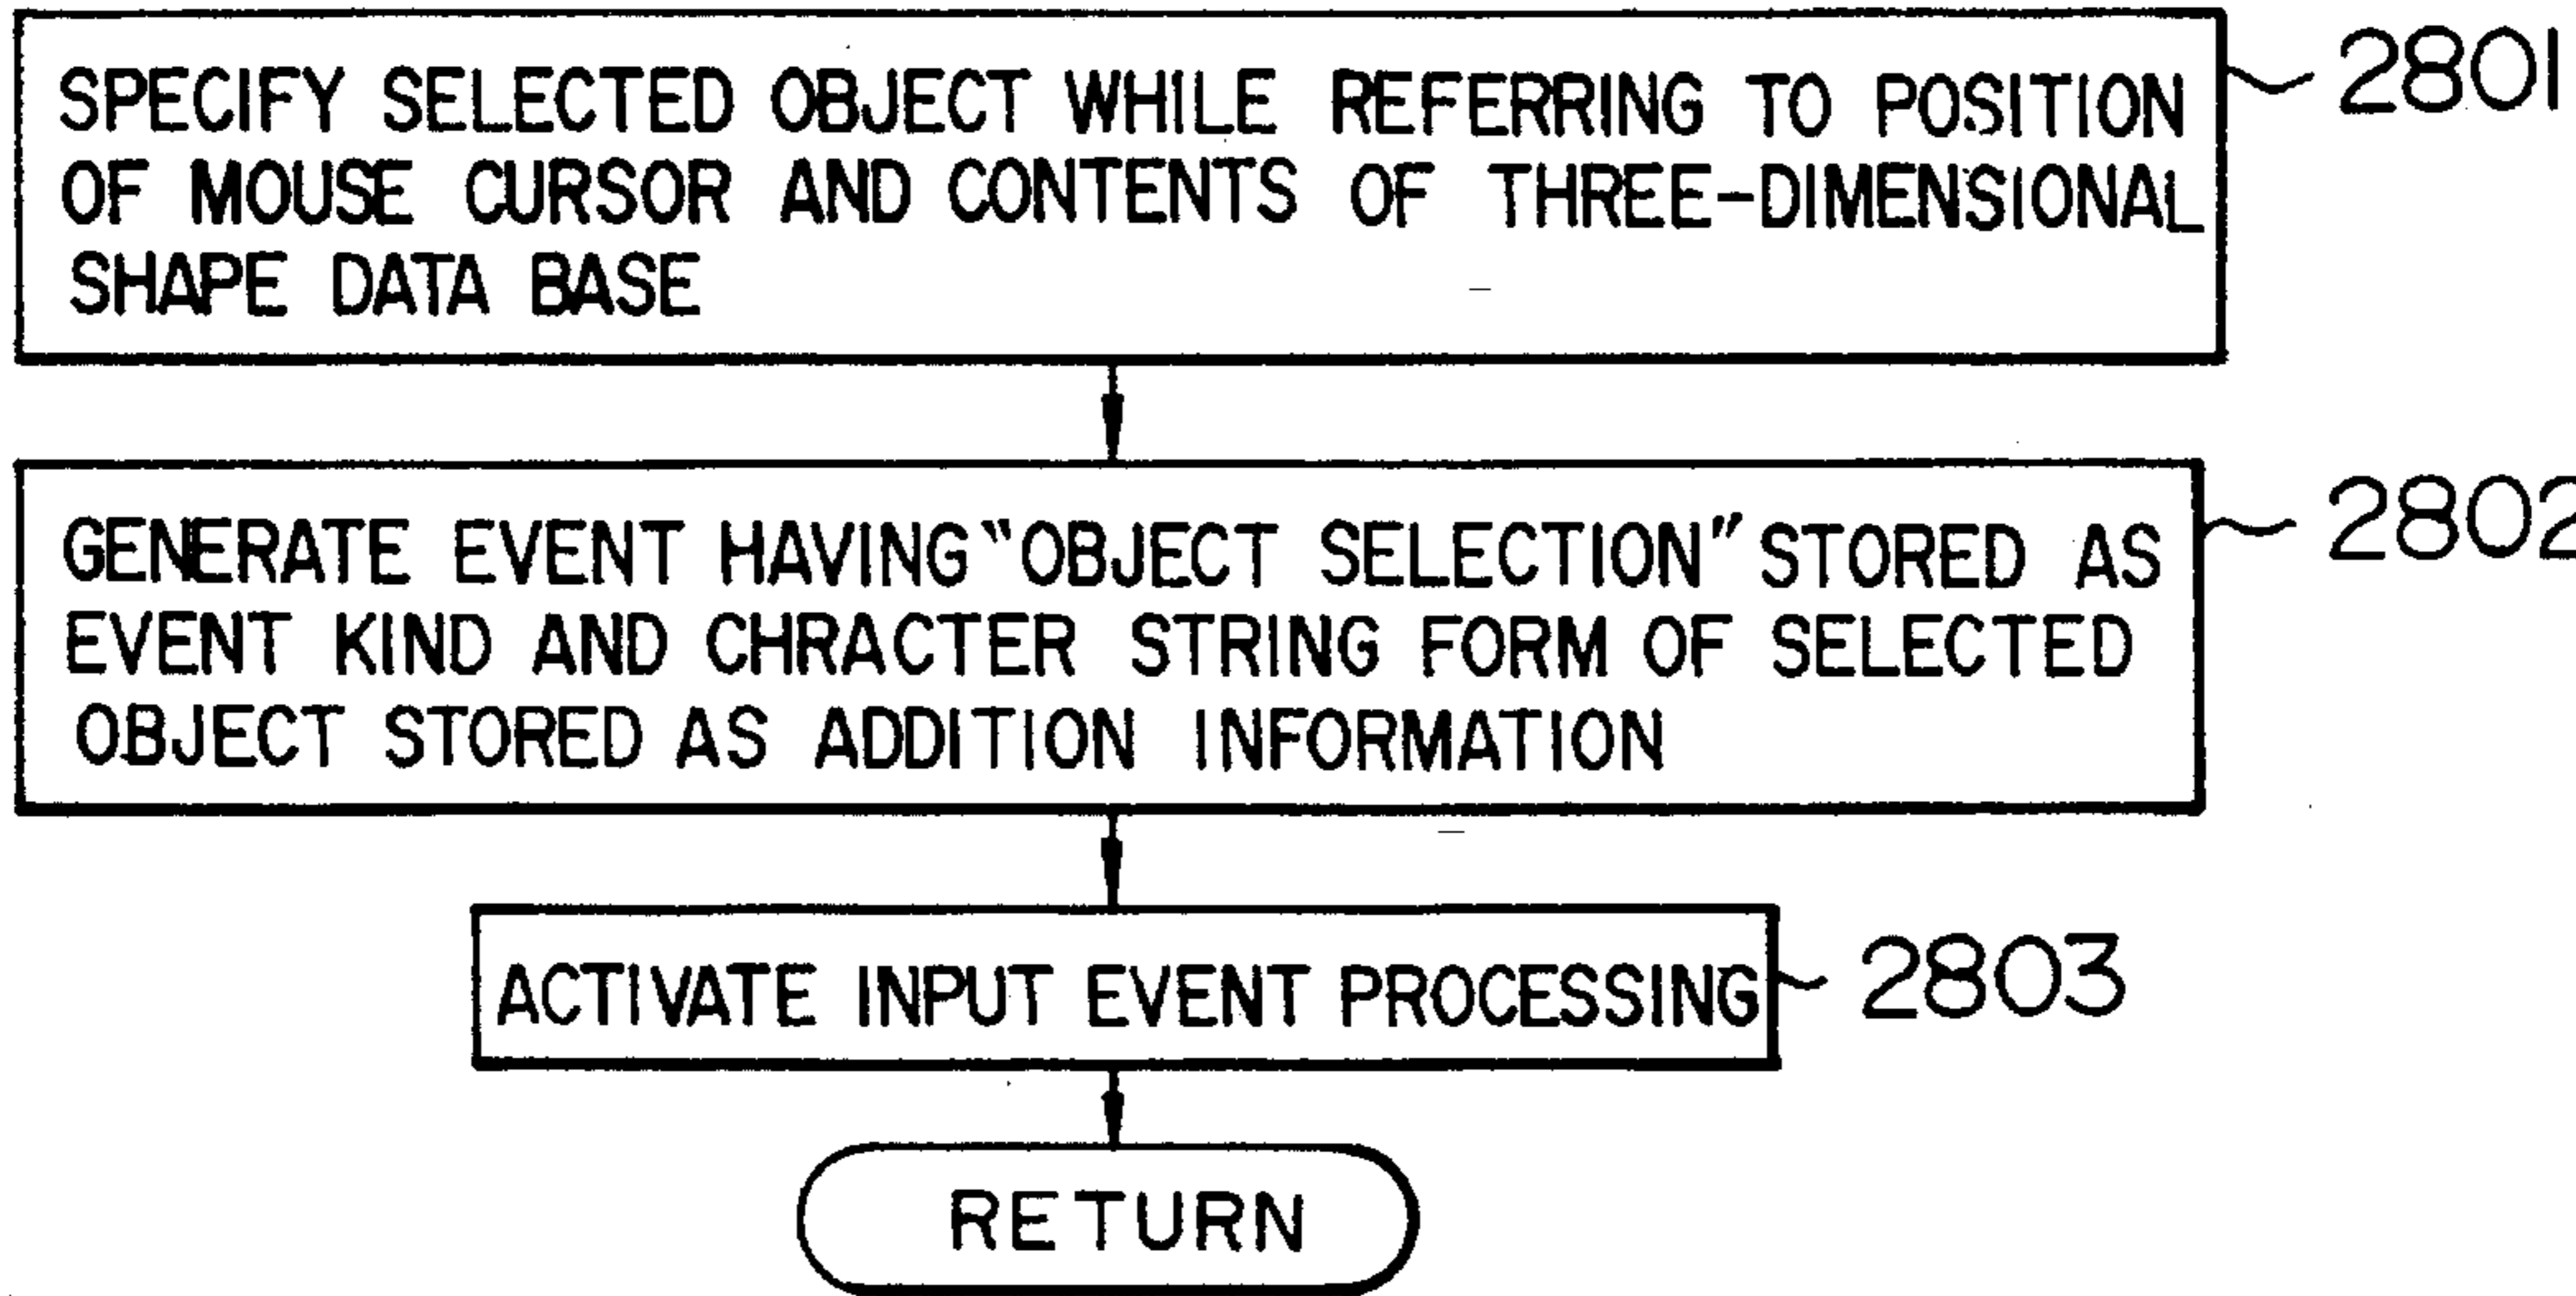 SPECIFY SELECTED OBJECT WHILE REFERRING TO POSITION
OF MOUSE CURSOR AND CONTENTS OF THREE-DIMENSIONAL
SHAPE DATA BASE
2801
GENERATE EVENT HAVING "OBJECT SELECTION" STORED AS
EVENT KIND AND CHRACTER STRING FORM OF SELECTED
OBJECT STORED AS ADDITION INFORMATION
2802
ACTIVATE INPUT EVENT PROCESSING
2803
RETURN